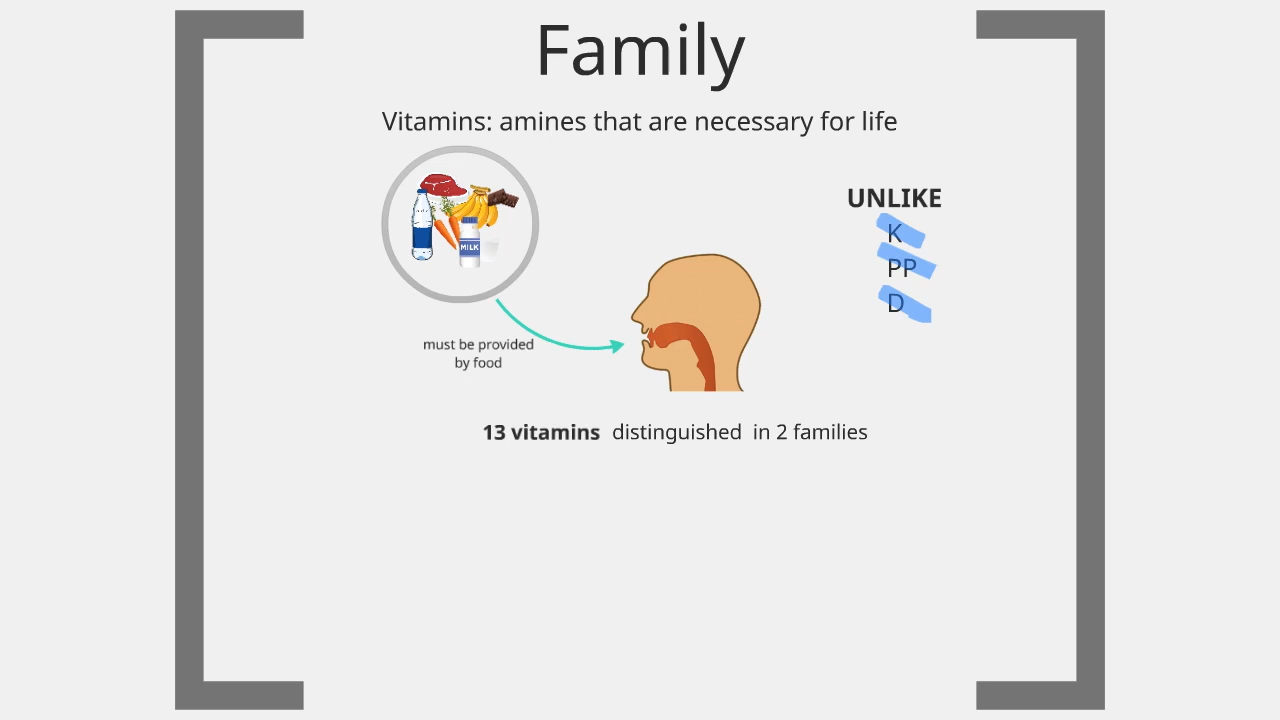 Family
Vitamins: amines that are necessary for life
MILK
UNLIKE
K
PP
D
must be provided
by food
13 vitamins distinguished in 2 families